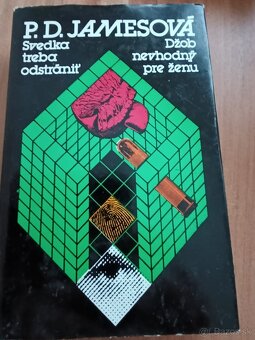 P. D. JAMESOVÁ
Svedka
treba
odstrániť
Džob
nevhodný
pre ženu